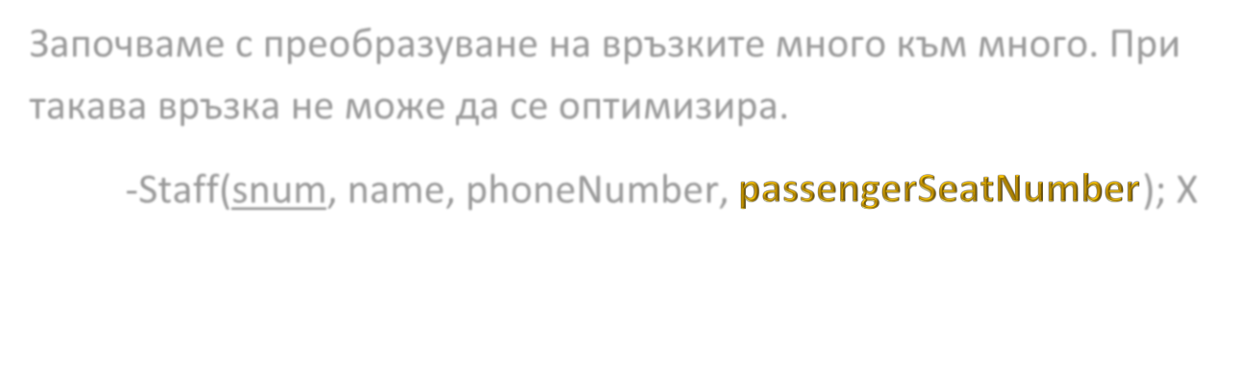 Започваме с преобразуване на връзките много към много. При
такава връзка не може да се оптимизира.
-Staff(snum, name, phoneNumber, passengerSeatNumber); X